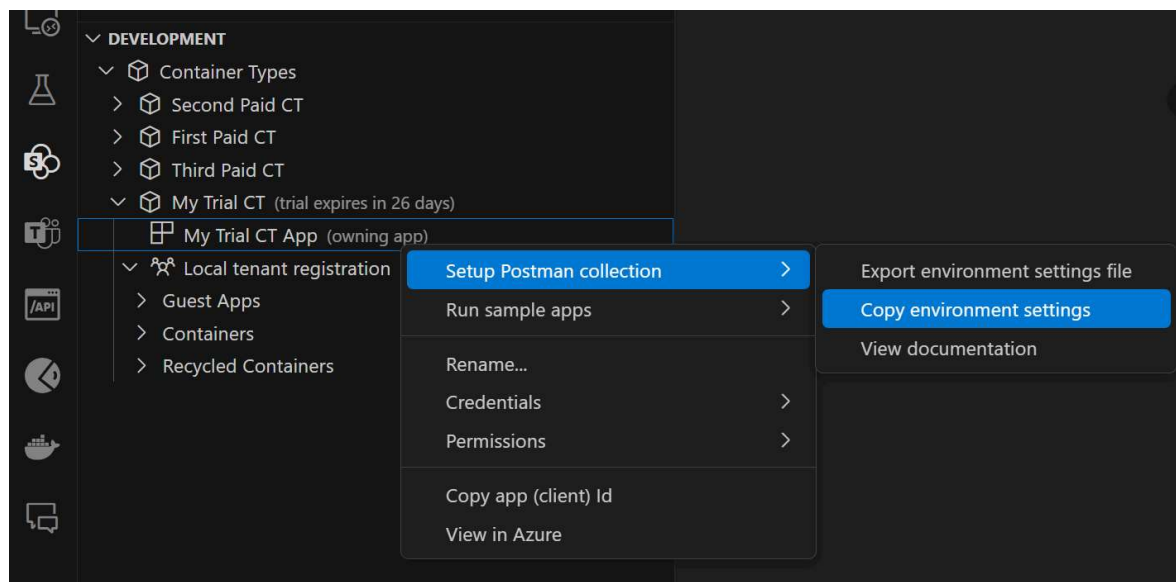 DEVELOPMENT
Container Types
Second Paid CT
First Paid CT
Third Paid CT
My Trial CT (trial expires in 26 days)
My Trial CT App (owning app)
Local tenant registration
Guest Apps
Containers
Recycled Containers
Setup Postman collection
Run sample apps
Rename...
Credentials
Permissions
Copy app (client) Id
View in Azure
Export environment settings file
Copy environment settings
View documentation
S
T
/API